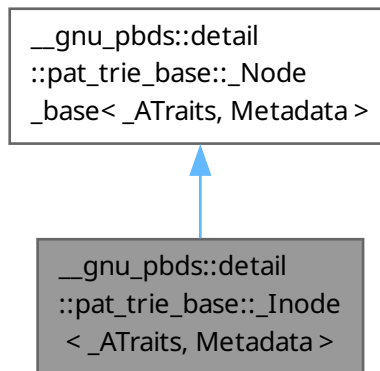 __gnu_pbds::detail
::pat_trie_base::_Node
_base< _ATraits, Metadata >
__gnu_pbds::detail
::pat_trie_base::_Inode
< _ATraits, Metadata >